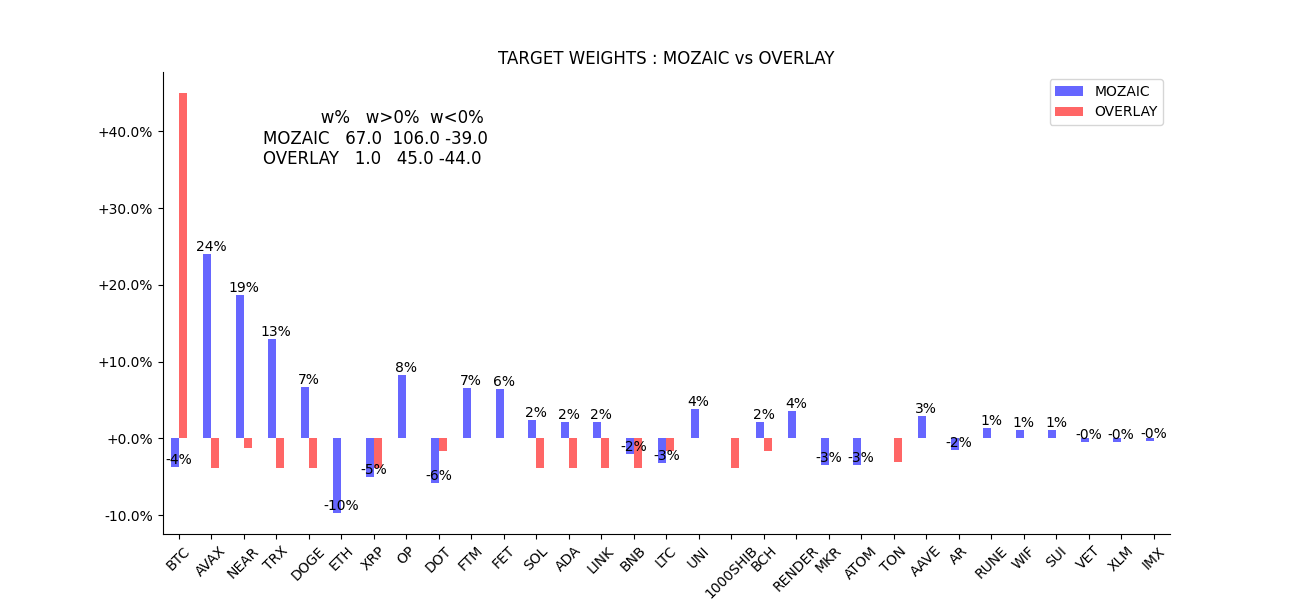 TARGET WEIGHTS : MOZAIC vs OVERLAY
MOZAIC
OVERLAY
w% w>0% w<0%
MOZAIC 67.0 106.0 -39.0
OVERLAY 1.0 45.0 -44.0
+40.0%
+30.0%
+20.0%
+10.0%
+0.0%
-10.0%
-4%
24%
19%
13%
7%
-10%
-5%
8%
-6%
7%
6%
2%
2%
2%
-2%
-3%
4%
2%
4%
-3%
-3%
3%
-2%
1%
1%
1%
-0%
-0%
-0%
BTC
AVAX
NEAR
TRX
DOGE
ETH
XRP
OP
DOT
FTM
FET
SOL
ADA
LINK
BNB
LTC
UNI
1000SHIB
BCH
RENDER
MKR
ATOM
TON
AAVE
AR
RUNE
WIF
SUI
VET
XLM
IMX